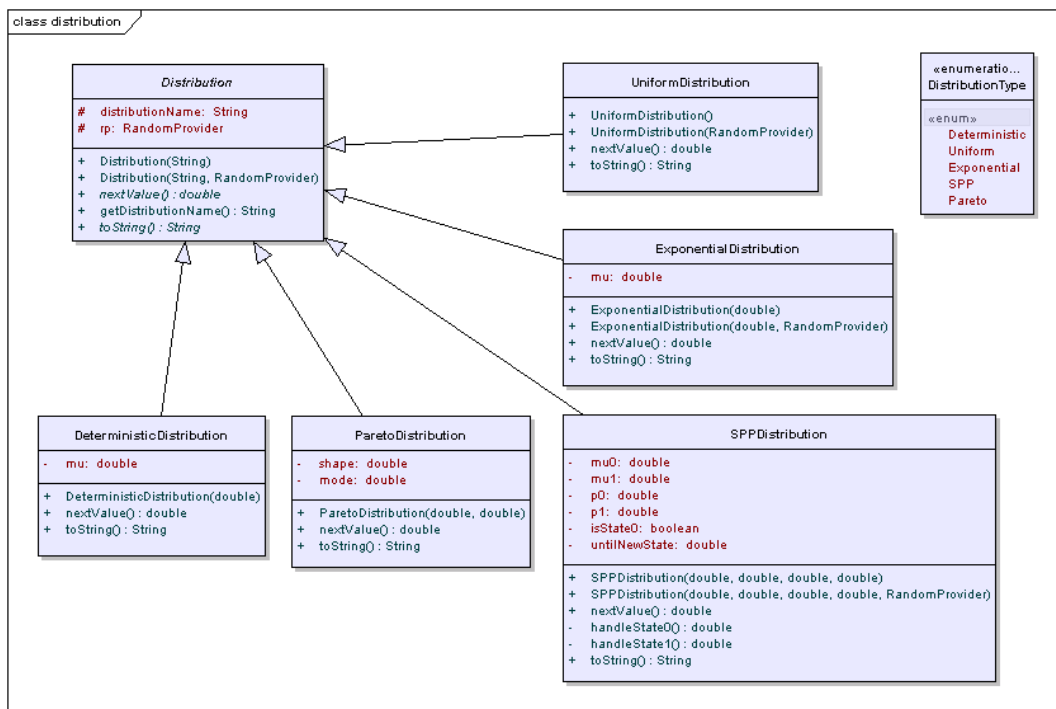 class distribution
Distribution
# distributionName: String
# rp: RandomProvider
+ Distribution(String)
+ Distribution(String, RandomProvider)
+ nextValue() : double
+ getDistributionName() : String
+ toString() : String
UniformDistribution
+ UniformDistribution()
+ UniformDistribution(RandomProvider)
+ nextValue() : double
+ toString() : String
«enumeratio...
DistributionType
«enum»
Deterministic
Uniform
Exponential
SPP
Pareto
ExponentialDistribution
- mu: double
+ ExponentialDistribution(double)
+ ExponentialDistribution(double, RandomProvider)
+ nextValue() : double
+ toString() : String
DeterministicDistribution
- mu: double
+ DeterministicDistribution(double)
+ nextValue() : double
+ toString() : String
ParetoDistribution
- shape: double
- mode: double
+ ParetoDistribution(double, double)
+ nextValue() : double
+ toString() : String
SPPDistribution
- mu0: double
- mu1: double
- p0: double
- p1: double
- isState0: boolean
- untilNewState: double
+ SPPDistribution(double, double, double, double)
+ SPPDistribution(double, double, double, double, RandomProvider)
+ nextValue() : double
- handleState0() : double
- handleState1() : double
+ toString() : String